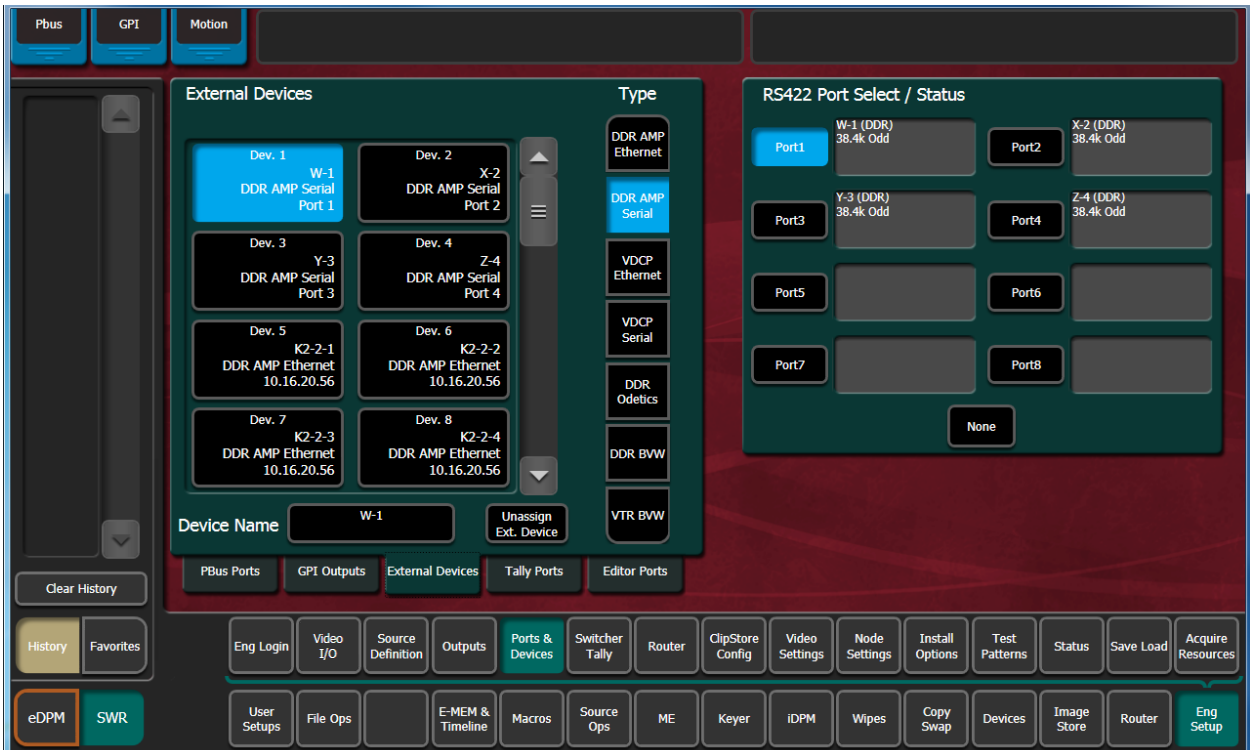 Pbus
GPI
Motion
External Devices
Type
RS422 Port Select / Status
Dev. 1
W-1
DDR AMP Serial
Port 1
Dev. 2
X-2
DDR AMP Serial
Port 2
Dev. 3
Y-3
DDR AMP Serial
Port 3
Dev. 4
Z-4
DDR AMP Serial
Port 4
Dev. 5
K2-2-1
DDR AMP Ethernet
10.16.20.56
Dev. 6
K2-2-2
DDR AMP Ethernet
10.16.20.56
Dev. 7
K2-2-3
DDR AMP Ethernet
10.16.20.56
Dev. 8
K2-2-4
DDR AMP Ethernet
10.16.20.56
DDR AMP
Ethernet
DDR AMP
Serial
VDCP
Ethernet
VDCP
Serial
DDR
Odetics
DDR BVW
VTR BVW
Device Name
W-1
Unassign
Ext. Device
Port1
W-1 (DDR)
38.4k Odd
Port2
X-2 (DDR)
38.4k Odd
Port3
Y-3 (DDR)
38.4k Odd
Port4
Z-4 (DDR)
38.4k Odd
Port5
Port6
Port7
Port8
None
PBus Ports
GPI Outputs
External Devices
Tally Ports
Editor Ports
Clear History
History
Favorites
Eng Login
Video
I/O
Source
Definition
Outputs
Ports &
Devices
Switcher
Tally
Router
ClipStore
Config
Video
Settings
Node
Settings
Install
Options
Test
Patterns
Status
Save Load
Acquire
Resources
eDPM
SWR
User
Setups
File Ops
E-MEM &
Timeline
Macros
Source
Ops
ME
Keyer
iDPM
Wipes
Copy
Swap
Devices
Image
Store
Router
Eng
Setup